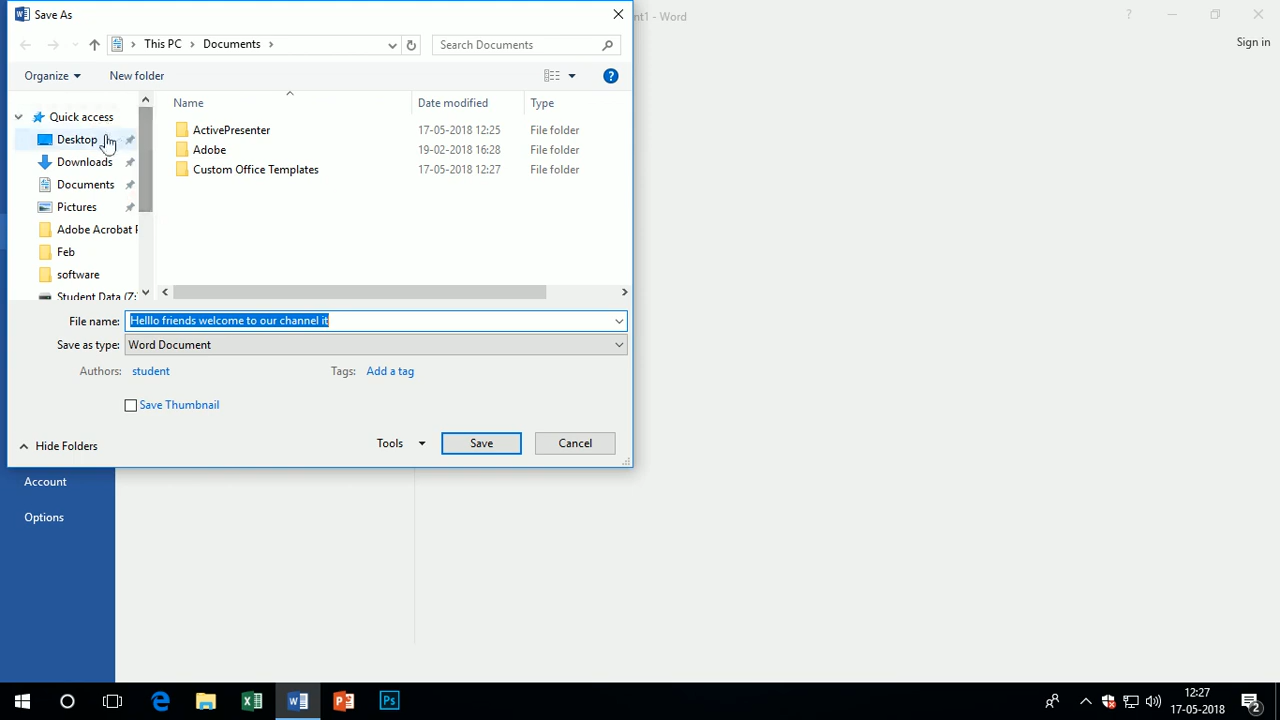 Save As
nt1 - Word
Sign in
This PC
Documents
Search Documents
Organize
New folder
Name
Date modified
Type
Quick access
Desktop
Downloads
Documents
Pictures
Adobe Acrobat
Feb
software
Student Data (Z:
ActivePresenter 17-05-2018 12:25 File folder
Adobe 19-02-2018 16:28 File folder
Custom Office Templates 17-05-2018 12:27 File folder
File name: Helllo friends welcome to our channel it
Save as type: Word Document
Authors: student Tags: Add a tag
Save Thumbnail
Hide Folders
Tools
Save
Cancel
Account
Options
12:27
17-05-2018
2